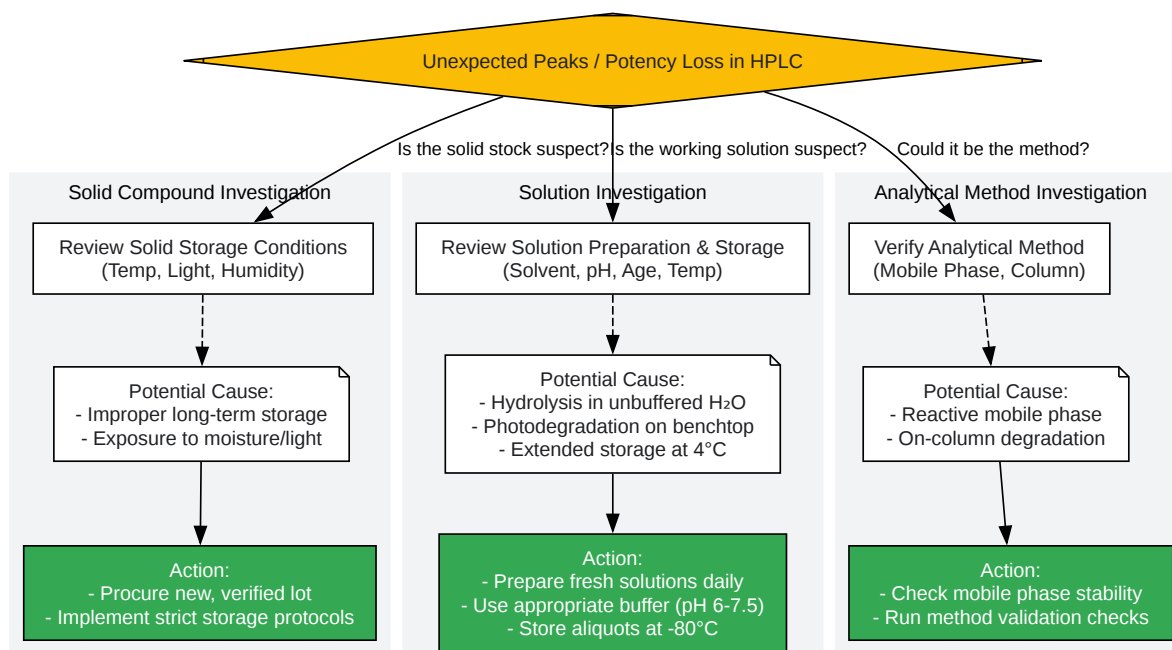 Unexpected Peaks / Potency Loss in HPLC
Is the solid stock suspect?
Is the working solution suspect?
Could it be the method?
Solid Compound Investigation
Review Solid Storage Conditions
(Temp, Light, Humidity)
Potential Cause:
- Improper long-term storage
- Exposure to moisture/light
Action:
- Procure new, verified lot
- Implement strict storage protocols
Solution Investigation
Review Solution Preparation & Storage
(Solvent, pH, Age, Temp)
Potential Cause:
- Hydrolysis in unbuffered H₂O
- Photodegradation on benchtop
- Extended storage at 4°C
Action:
- Prepare fresh solutions daily
- Use appropriate buffer (pH 6-7.5)
- Store aliquots at -80°C
Analytical Method Investigation
Verify Analytical Method
(Mobile Phase, Column)
Potential Cause:
- Reactive mobile phase
- On-column degradation
Action:
- Check mobile phase stability
- Run method validation checks